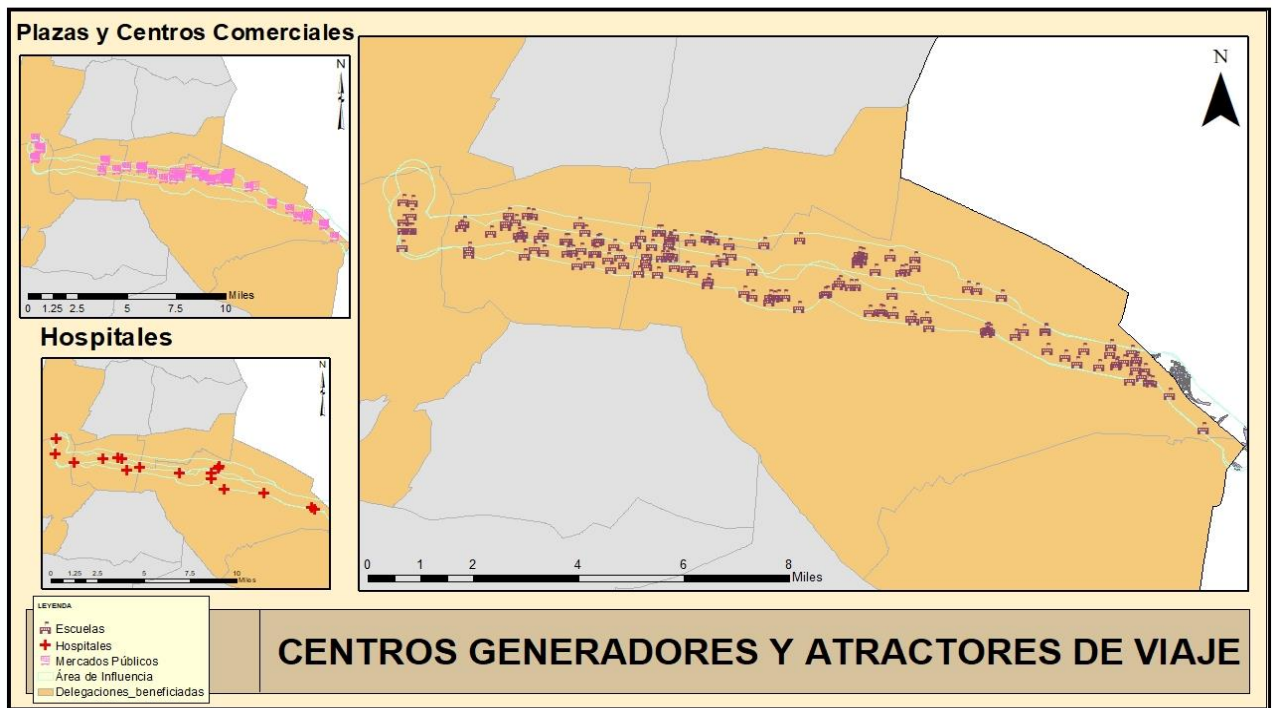 Plazas y Centros Comerciales
N
0 1.25 2.5 5 7.5 10
Miles
Hospitales
N
0 1.25 2.5 5 7.5 10
Miles
N
0 1 2 4 6 8
Miles
LEYENDA
Escuelas
Hospitales
Mercados Públicos
Área de Influencia
Delegaciones_beneficiadas
CENTROS GENERADORES Y ATRACTORES DE VIAJE